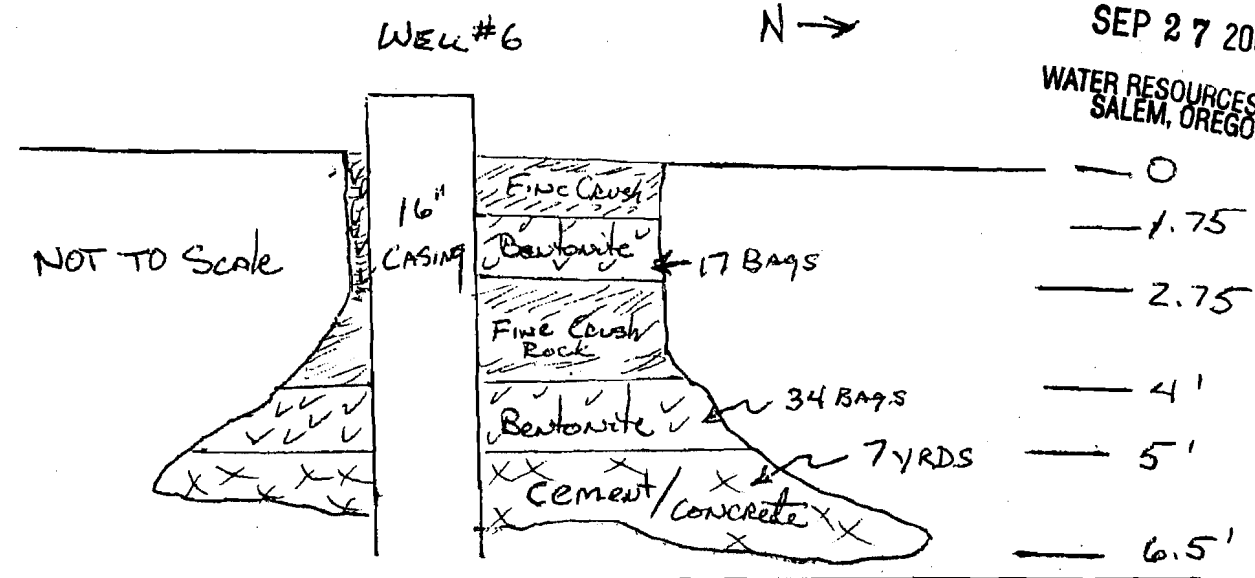 WELL #6
N
SEP 27 20
WATER RESOURCES
SALEM, OREGO
0
1.75
2.75
4'
5'
6.5'
NOT TO Scale
16"
CASING
Fine Crush
Bentonite
17 BAGS
Fine Crush
Rock
Bentonite
34 BAGS
Cement/Concrete
7 YRDS